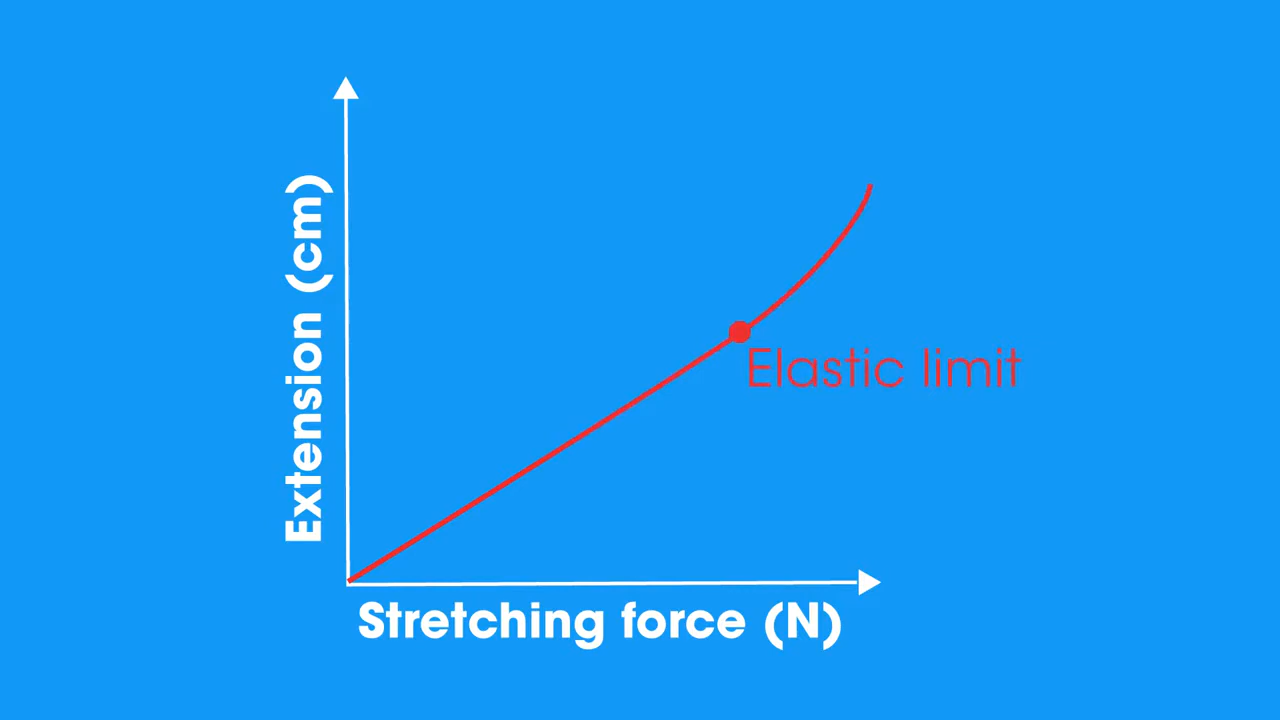 Extension (cm)
Elastic limit
Stretching force (N)